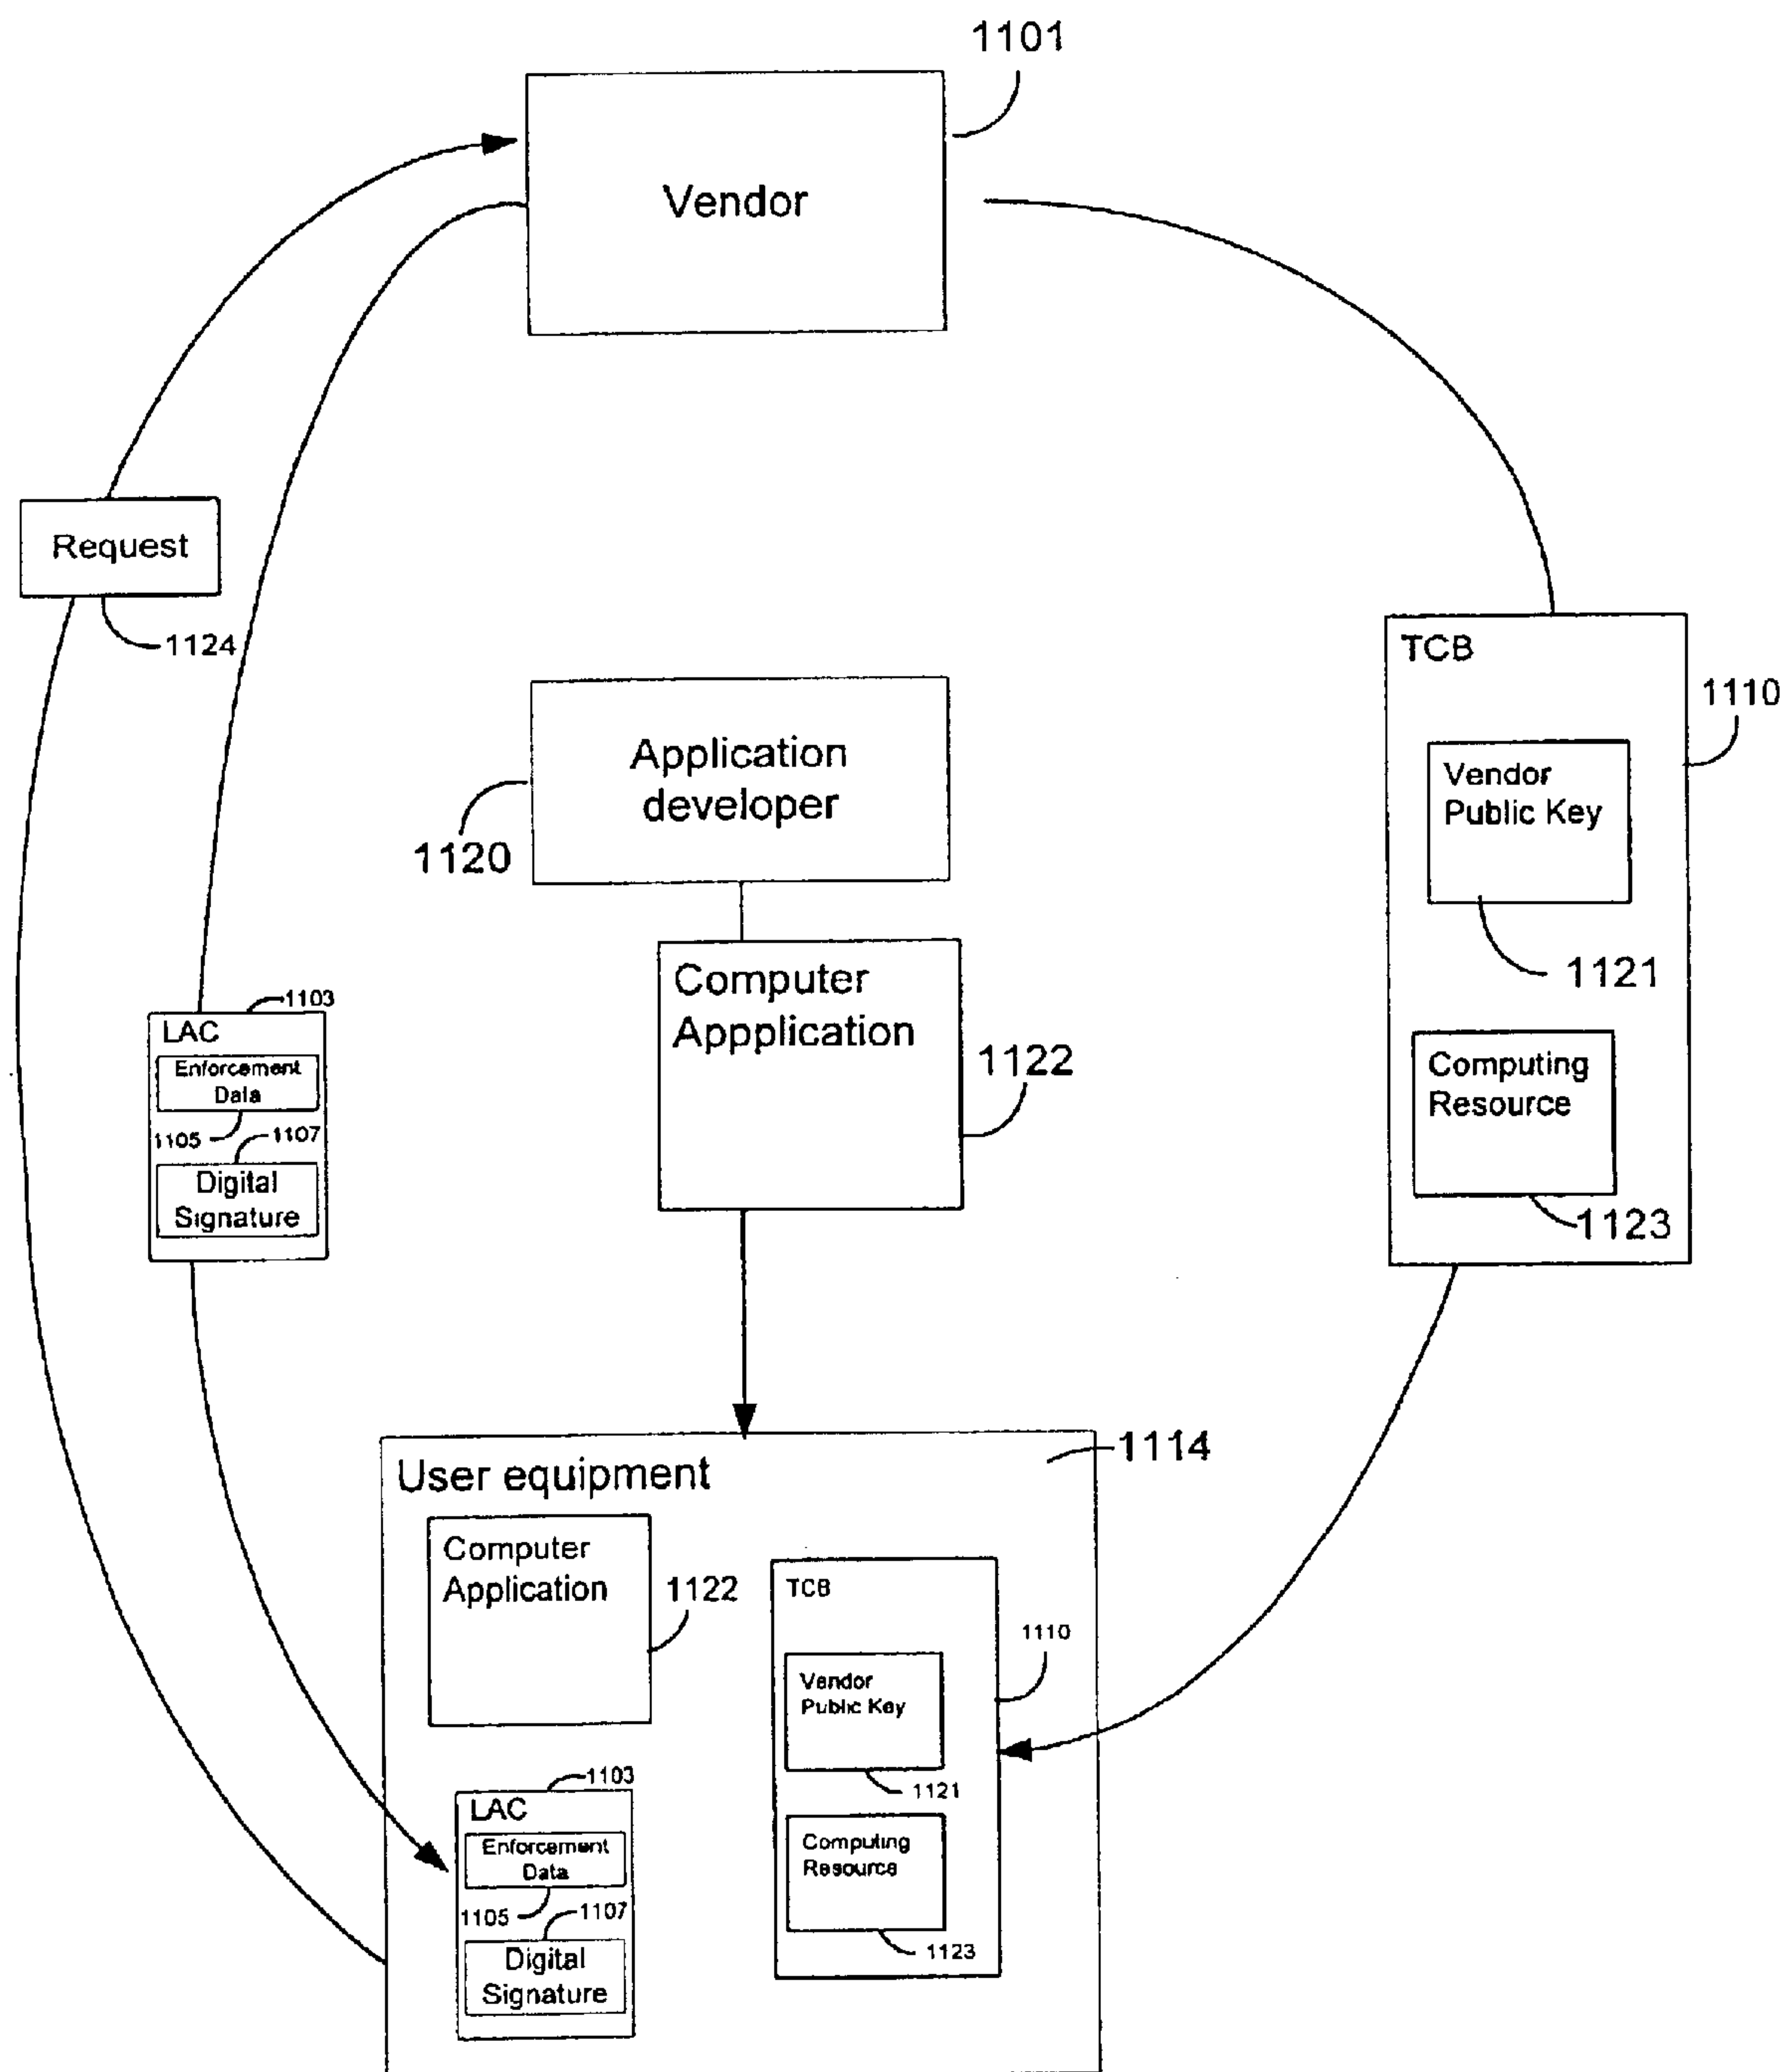 1101
Vendor
Request
1124
TCB
1110
Vendor
Public Key
1121
Computing
Resource
1123
Application
developer
1120
Computer
Appplication
1122
1103
LAC
Enforcement
Data
1105
1107
Digital
Signature
1114
User equipment
Computer
Application
1122
TCB
1110
Vendor
Public Key
1121
Computing
Resource
1123
1103
LAC
Enforcement
Data
1105
1107
Digital
Signature